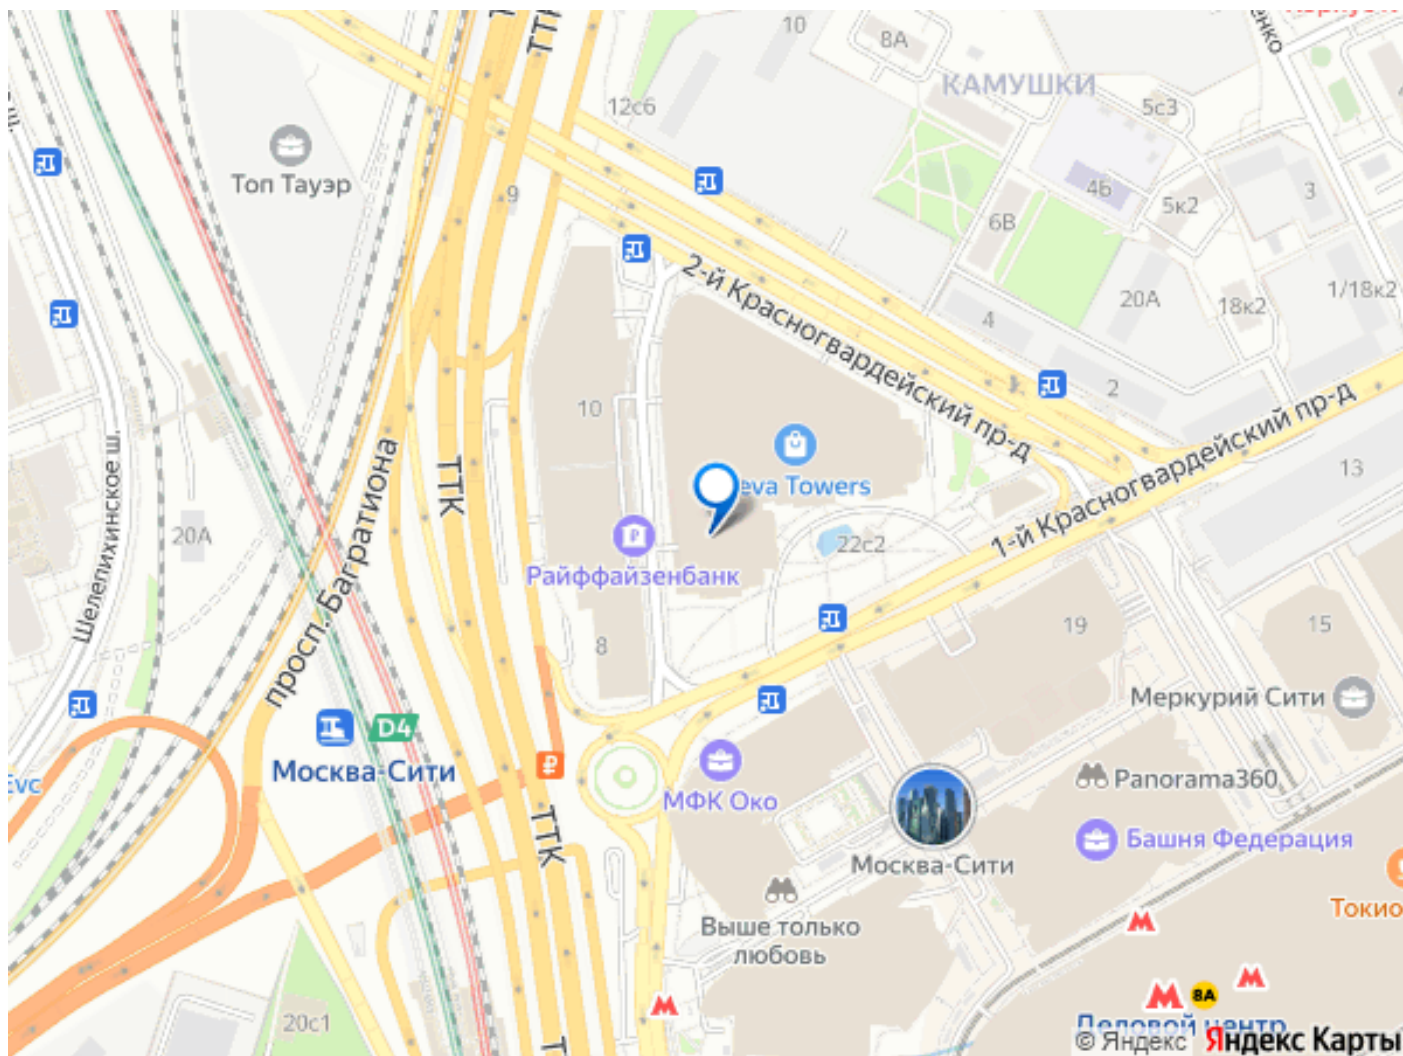 10
8А
КАМУШКИ
12с6
5с3
ТТК
Топ Тауэр
9
4Б
5к2
3
6В
2-й Красногвардейский пр-д
20А
18к2
1/18к2
4
2
10
1-й Красногвардейский пр-д
13
ТТК
просп. Багратиона
Шелепихинское ш.
20А
eva Towers
22с2
Райффайзенбанк
8
19
15
Меркурий Сити
D4
Москва-Сити
МФК Око
Panorama360
ТТК
Башня Федерация
Москва-Сити
Выше только
любовь
Токио
20с1
8А
Деловой центр
© Яндекс Яндекс Карты